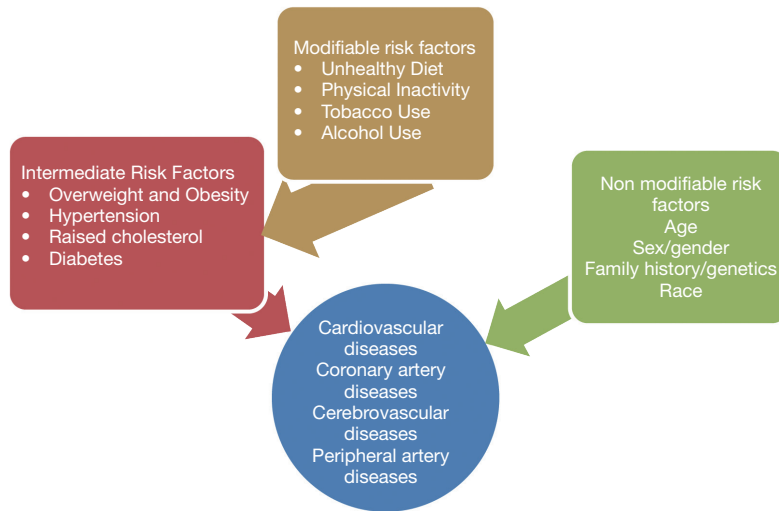 Modifiable risk factors
• Unhealthy Diet
• Physical Inactivity
• Tobacco Use
• Alcohol Use
Intermediate Risk Factors
• Overweight and Obesity
• Hypertension
• Raised cholesterol
• Diabetes
Non modifiable risk
factors
Age
Sex/gender
Family history/genetics
Race
Cardiovascular
diseases
Coronary artery
diseases
Cerebrovascular
diseases
Peripheral artery
diseases